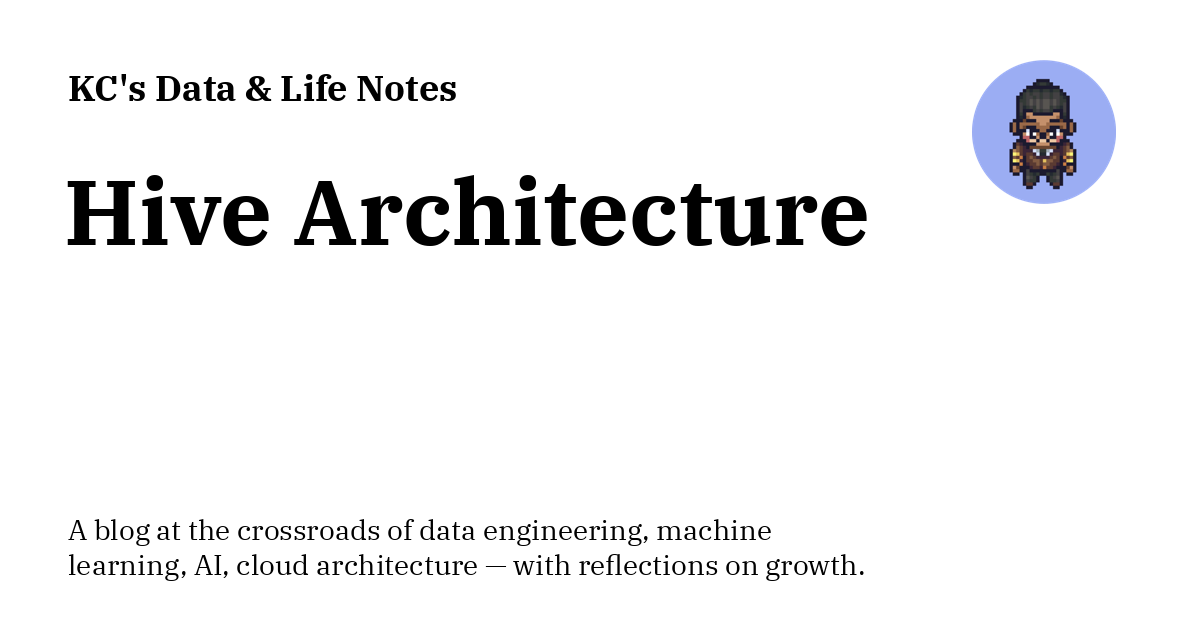 KC's Data & Life Notes
Hive Architecture
A blog at the crossroads of data engineering, machine
learning, AI, cloud architecture — with reflections on growth.